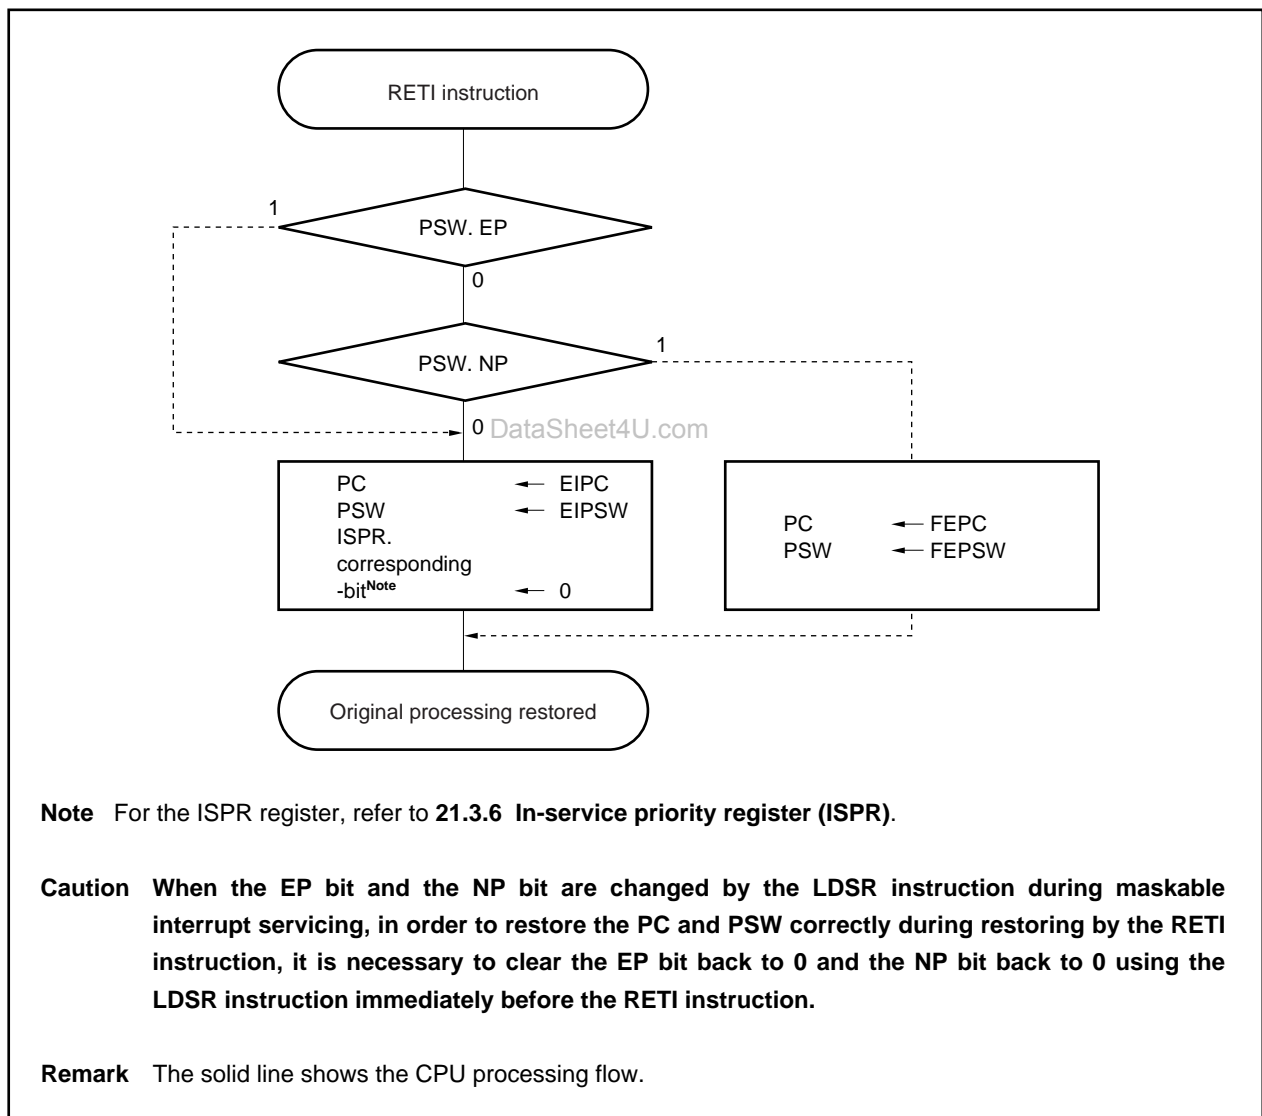 RETI instruction
1
PSW. EP
0
PSW. NP
1
0
DataSheet4U.com
PC ← EIPC
PSW ← EIPSW
ISPR.
corresponding
-bitNote ← 0
PC ← FEPC
PSW ← FEPSW
Original processing restored
Note For the ISPR register, refer to 21.3.6 In-service priority register (ISPR).
Caution When the EP bit and the NP bit are changed by the LDSR instruction during maskable
interrupt servicing, in order to restore the PC and PSW correctly during restoring by the RETI
instruction, it is necessary to clear the EP bit back to 0 and the NP bit back to 0 using the
LDSR instruction immediately before the RETI instruction.
Remark The solid line shows the CPU processing flow.